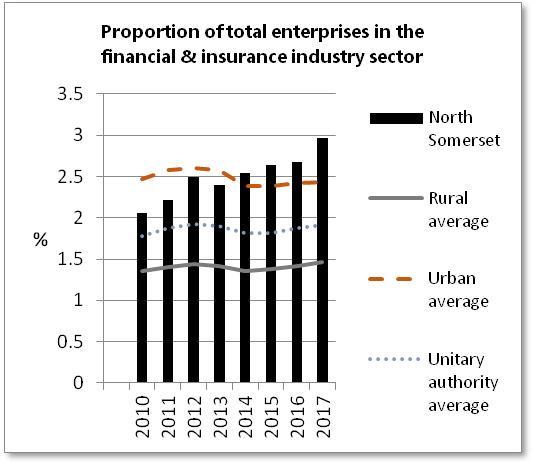 Proportion of total enterprises in the
financial & insurance industry sector
3.5
3
2.5
2
1.5
1
0.5
0
%
2010
2011
2012
2013
2014
2015
2016
2017
North
Somerset
Rural
average
Urban
average
Unitary
authority
average